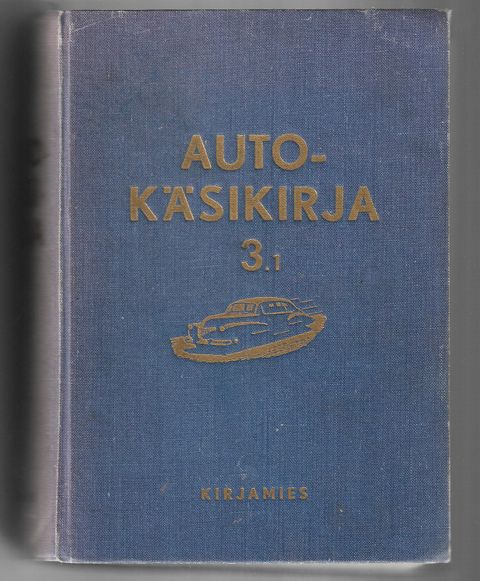 AUTO-
KÄSIKIRJA
3.1
KIRJAMIES